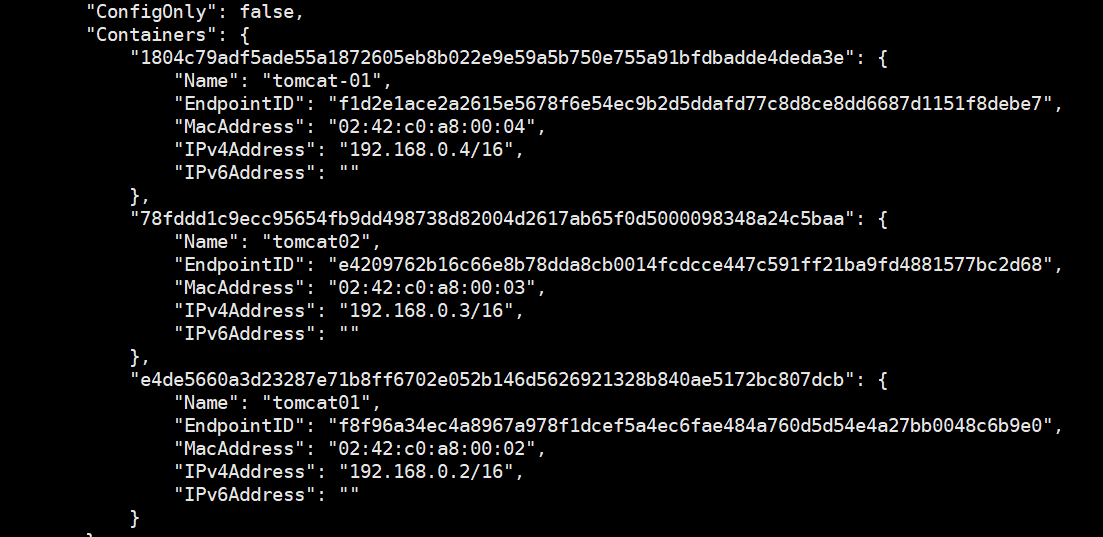 "ConfigOnly": false,
"Containers": {
"1804c79adf5ade55a1872605eb8b022e9e59a5b750e755a91bfdbadde4deda3e": {
"Name": "tomcat-01",
"EndpointID": "f1d2e1ace2a2615e5678f6e54ec9b2d5ddafd77c8d8ce8dd6687d1151f8debe7",
"MacAddress": "02:42:c0:a8:00:04",
"IPv4Address": "192.168.0.4/16",
"IPv6Address": ""
},
"78fddd1c9ecc95654fb9dd498738d82004d2617ab65f0d5000098348a24c5baa": {
"Name": "tomcat02",
"EndpointID": "e4209762b16c66e8b78dda8cb0014fcdcce447c591ff21ba9fd4881577bc2d68",
"MacAddress": "02:42:c0:a8:00:03",
"IPv4Address": "192.168.0.3/16",
"IPv6Address": ""
},
"e4de5660a3d23287e71b8ff6702e052b146d5626921328b840ae5172bc807dcb": {
"Name": "tomcat01",
"EndpointID": "f8f96a34ec4a8967a978f1dcef5a4ec6fae484a760d5d54e4a27bb0048c6b9e0",
"MacAddress": "02:42:c0:a8:00:02",
"IPv4Address": "192.168.0.2/16",
"IPv6Address": ""
}